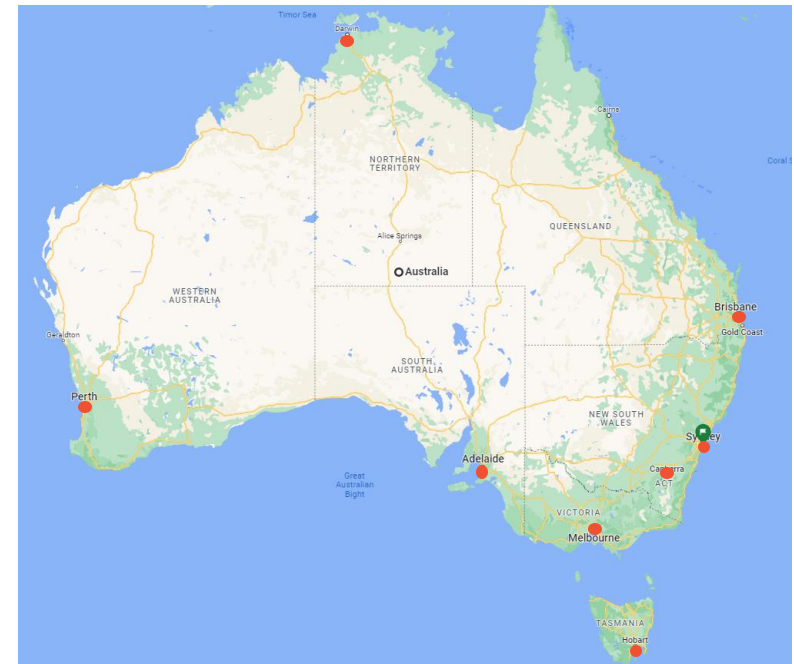 Timor Sea
Darwin
Cairns
NORTHERN
TERRITORY
Coral S
QUEENSLAND
Alice Springs
Australia
WESTERN
AUSTRALIA
Brisbane
Gold Coast
Geraldton
SOUTH
AUSTRALIA
Perth
NEW SOUTH
WALES
Sydney
Adelaide
Canberra
ACT
Great
Australian
Bight
VICTORIA
Melbourne
TASMANIA
Hobart